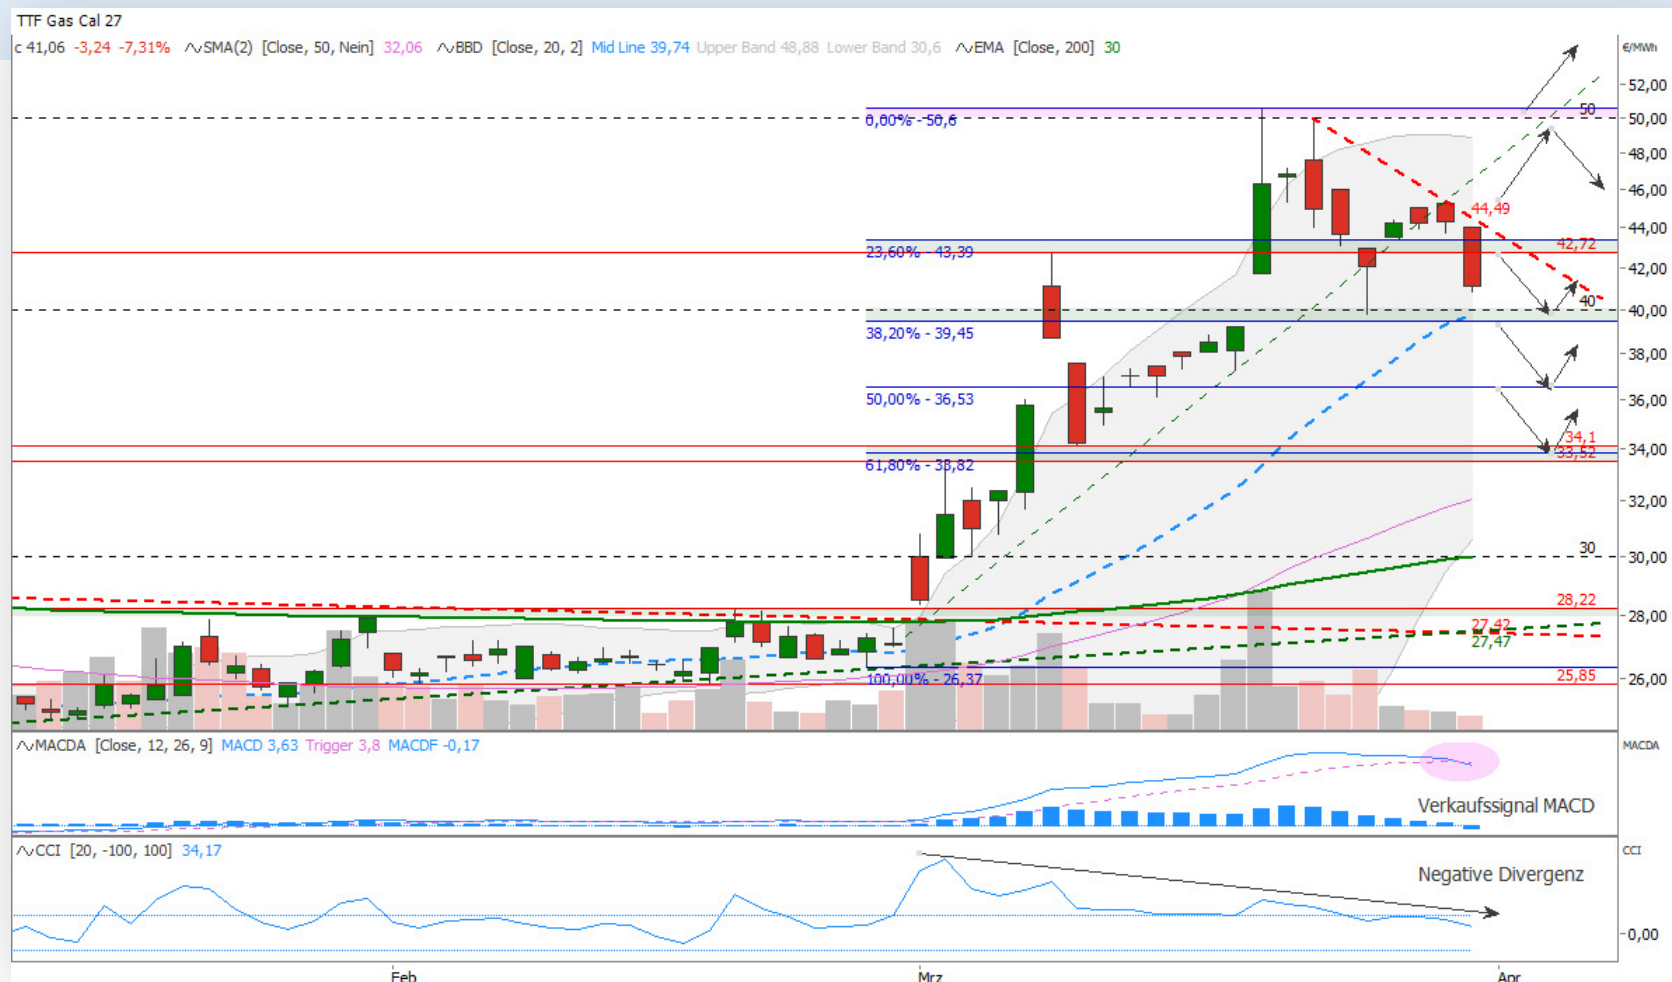 TTF Gas Cal 27
c 41,06 -3,24 -7,31% SMA(2) [Close, 50, Nein] 32,06 BBD [Close, 20, 2] Mid Line 39,74 Upper Band 48,88 Lower Band 30,6 EMA [Close, 200] 30
€/MWh
52,00
50
0,00% - 50,6
50,00
48,00
46,00
44,49
44,00
42,72
23,60% - 43,39
42,00
40
40,00
38,20% - 39,45
38,00
50,00% - 36,53
36,00
34,1
34,00
33,52
61,80% - 33,82
32,00
30
30,00
28,22
28,00
27,42
27,47
100,00% - 26,37
25,85
26,00
MACDA [Close, 12, 26, 9] MACD 3,63 Trigger 3,8 MACDF -0,17
MACDA
Verkaufssignal MACD
CCI [20, -100, 100] 34,17
CCI
Negative Divergenz
0,00
Feb Mrz Apr